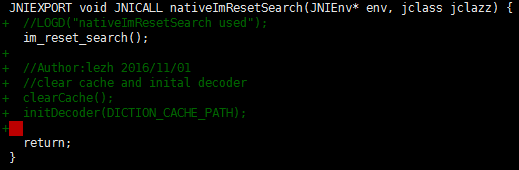 JNIEXPORT void JNICALL nativeImResetSearch(JNIEnv* env, jclass jclazz) {
+  //LOGD("nativeImResetSearch used");
   im_reset_search();
+
+  //Author:lezh 2016/11/01
+  //clear cache and inital decoder
+  clearCache();
+  initDecoder(DICTION_CACHE_PATH);
+
   return;
}